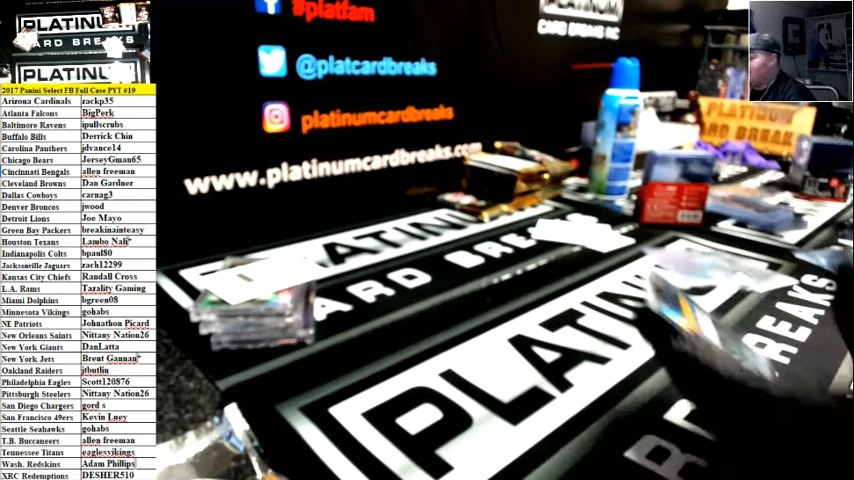 PLATINUM
CARD BREAKS
PLATINUM
2017 Panini Select FB Full Case PYT #19
Arizona Cardinals zackp35
Atlanta Falcons BigPerk
Baltimore Ravens ipullscrubs
Buffalo Bills Derrick Chin
Carolina Panthers jdvance14
Chicago Bears JerseyGman65
Cincinnati Bengals allen freeman
Cleveland Browns Dan Gardner
Dallas Cowboys carnag3
Denver Broncos jwood
Detroit Lions Joe Mayo
Green Bay Packers breakinainteasy
Houston Texans Lambo Nali*
Indianapolis Colts bpaul80
Jacksonville Jaguars zach12299
Kansas City Chiefs Randall Cross
L.A. Rams Tazality Gaming
Miami Dolphins bgreen08
Minnesota Vikings gohabs
NE Patriots Johnathon Picard
New Orleans Saints Nittany Nation26
New York Giants DanLatta
New York Jets Brent Gannan*
Oakland Raiders jtbutlin
Philadelphia Eagles Scott120876
Pittsburgh Steelers Nittany Nation26
San Diego Chargers gord s
San Francisco 49ers Kevin Luey
Seattle Seahawks gohabs
T.B. Buccaneers allen freeman
Tennessee Titans eaglesvikings
Wash. Redskins Adam Phillips
XRC Redemptions DESHER510
#platfam
@platcardbreaks
platinumcardbreaks
www.platinumcardbreaks.com
PLATINUM
CARD BREAKS
PLATINUM
CARD BREAK
PLATINUM
CARD BREAKS
PLATINUM
BREAKS